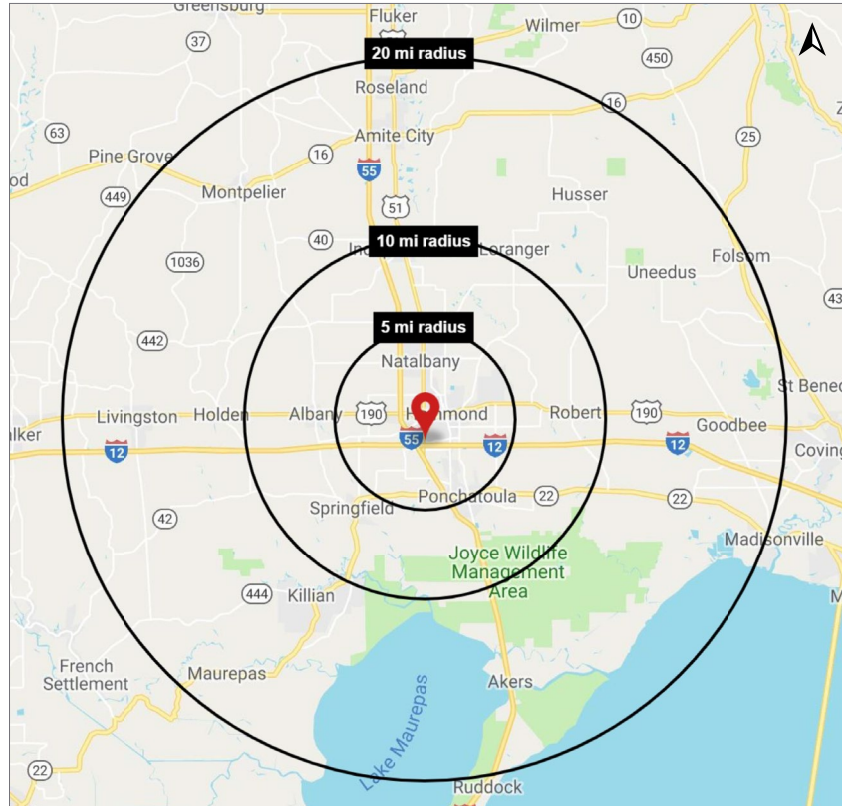 Greensburg
Fluker
Wilmer
10
37
20 mi radius
450
Roseland
16
63
Amite City
25
Pine Grove
16
55
449
Montpelier
Husser
51
40
10 mi radius
Loranger
Folsom
1036
Uneedus
43
5 mi radius
442
Natalbany
St Bene
Livingston
Holden
Albany
190
Robert
190
Goodbee
alker
55
12
12
12
Coving
Ponchatoula
22
22
Springfield
42
Madisonville
Joyce Wildlife
Management
Area
444
Killian
M
French
Settlement
Maurepas
Akers
Lake Maurepas
22
Ruddock